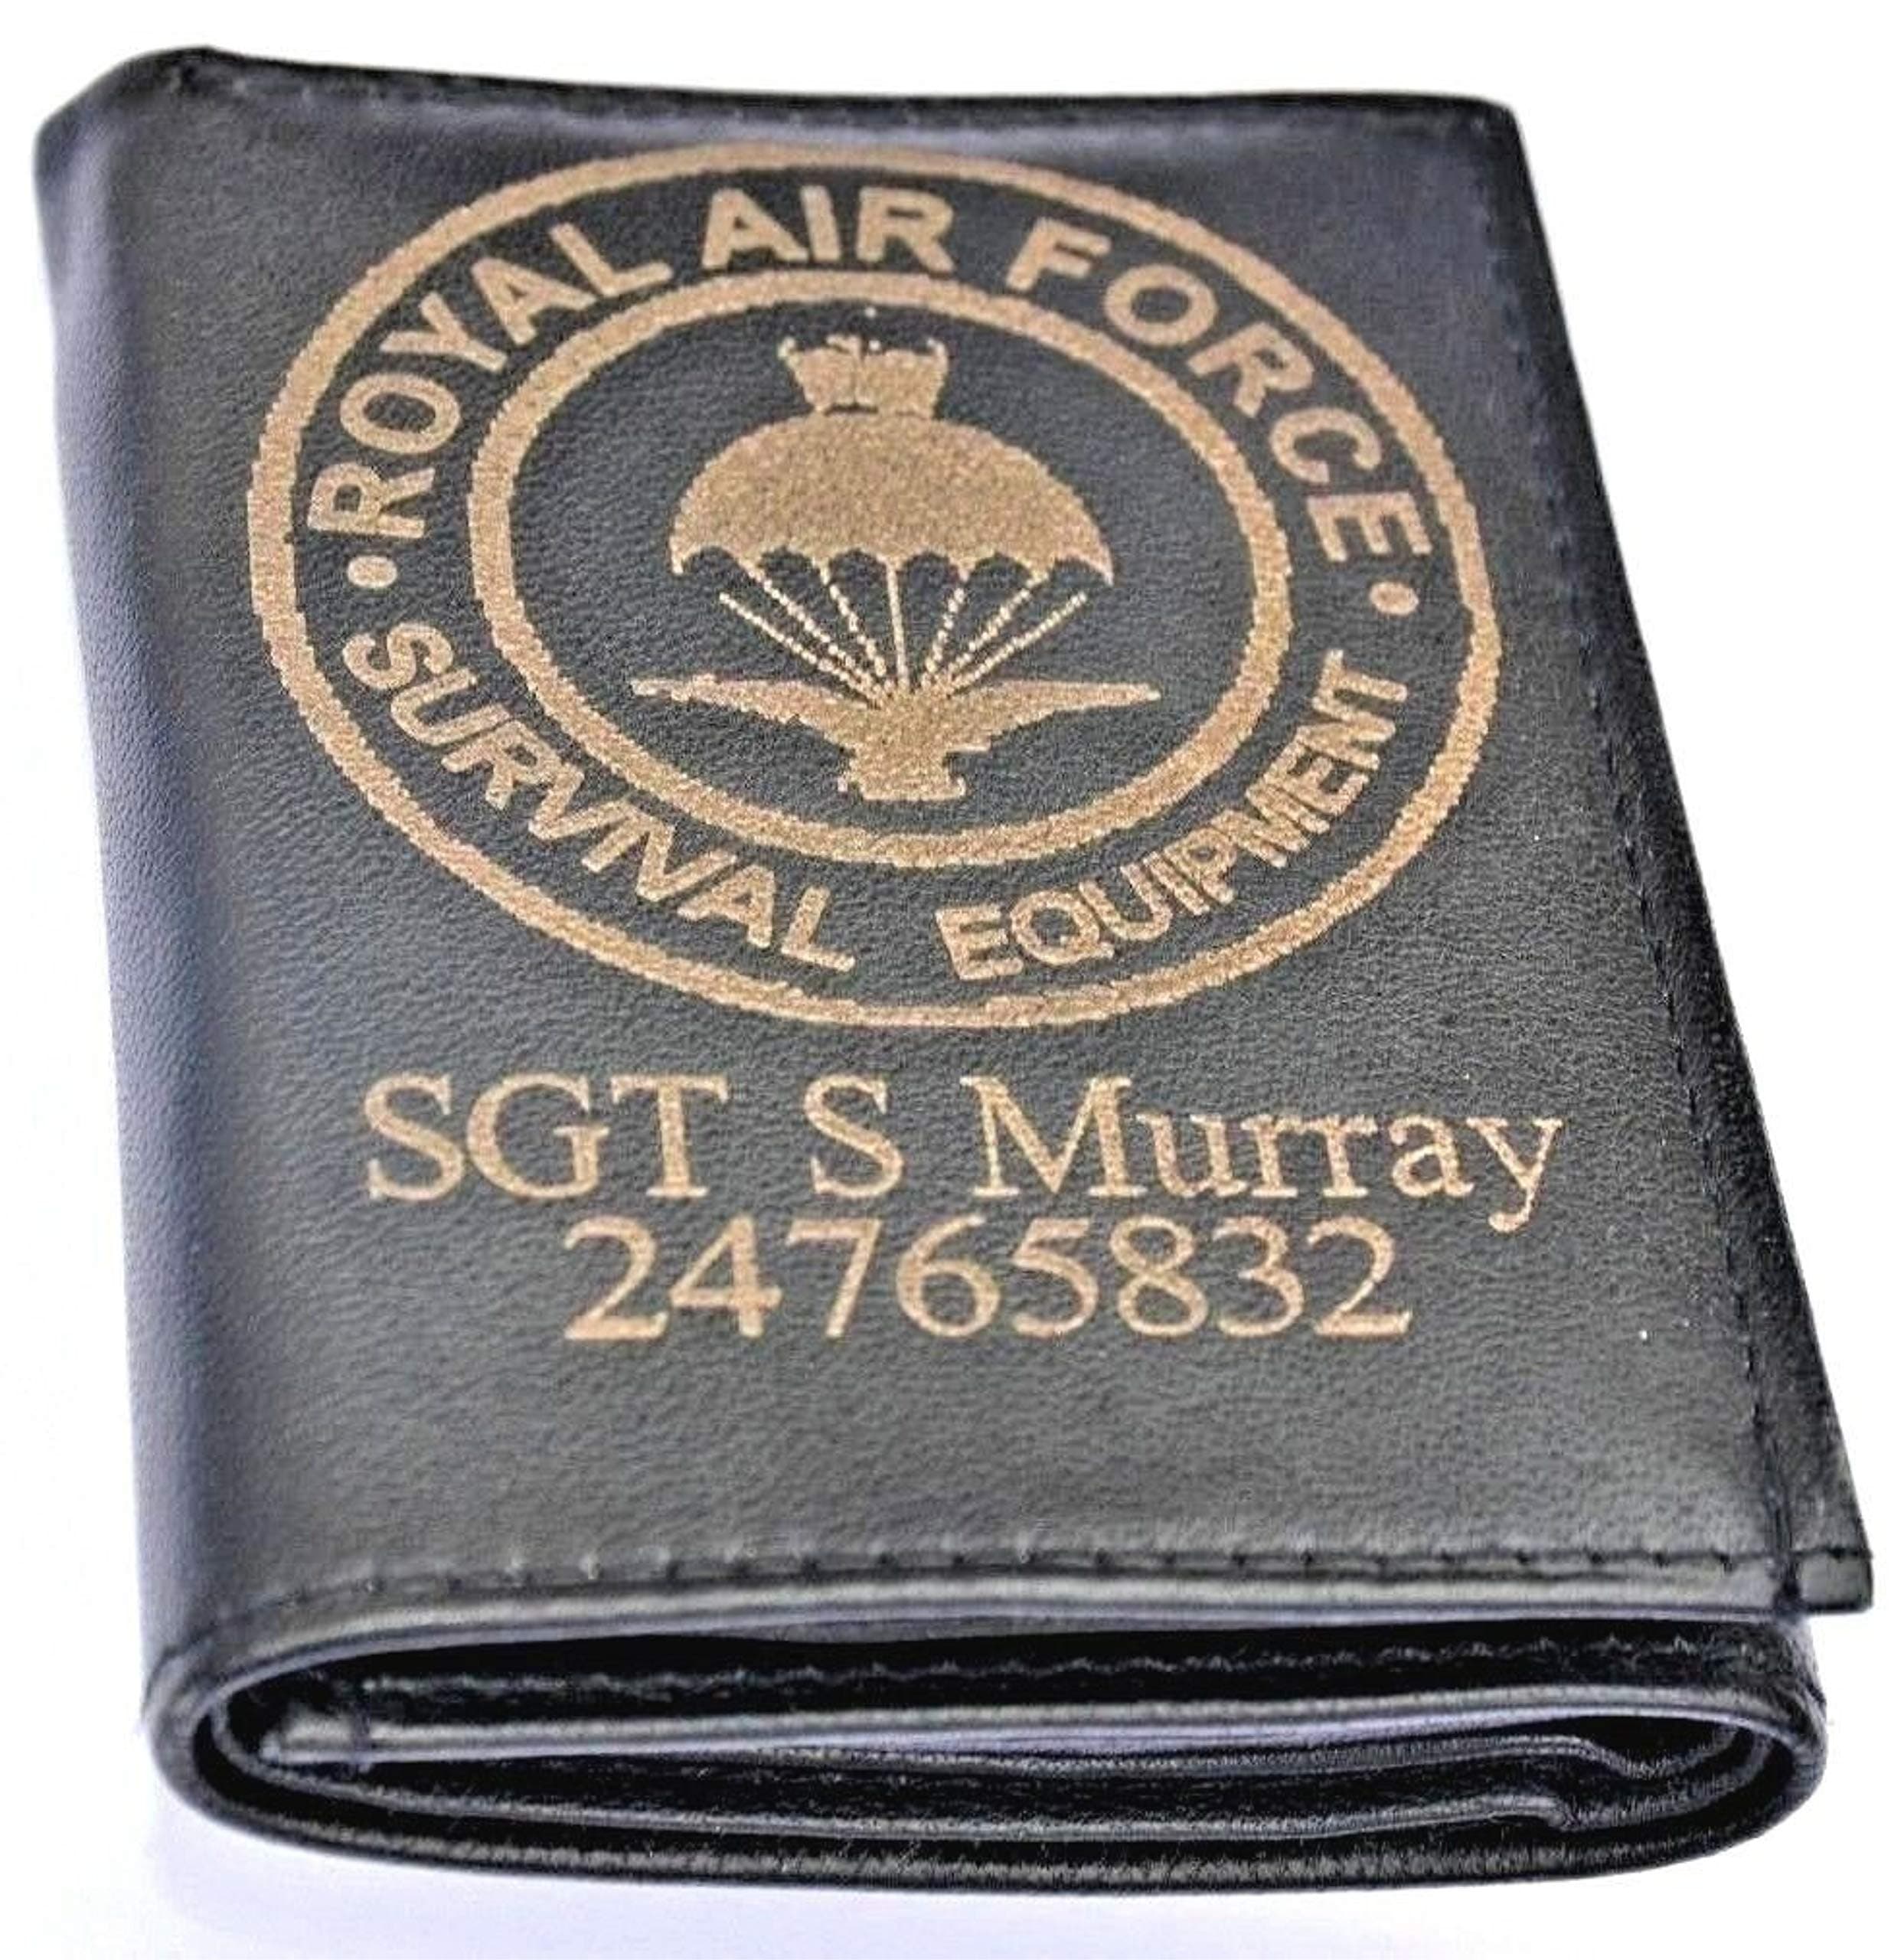 ·ROYAL AIR FORCE·
SURVIVAL EQUIPMENT
SGT S Murray
24765832